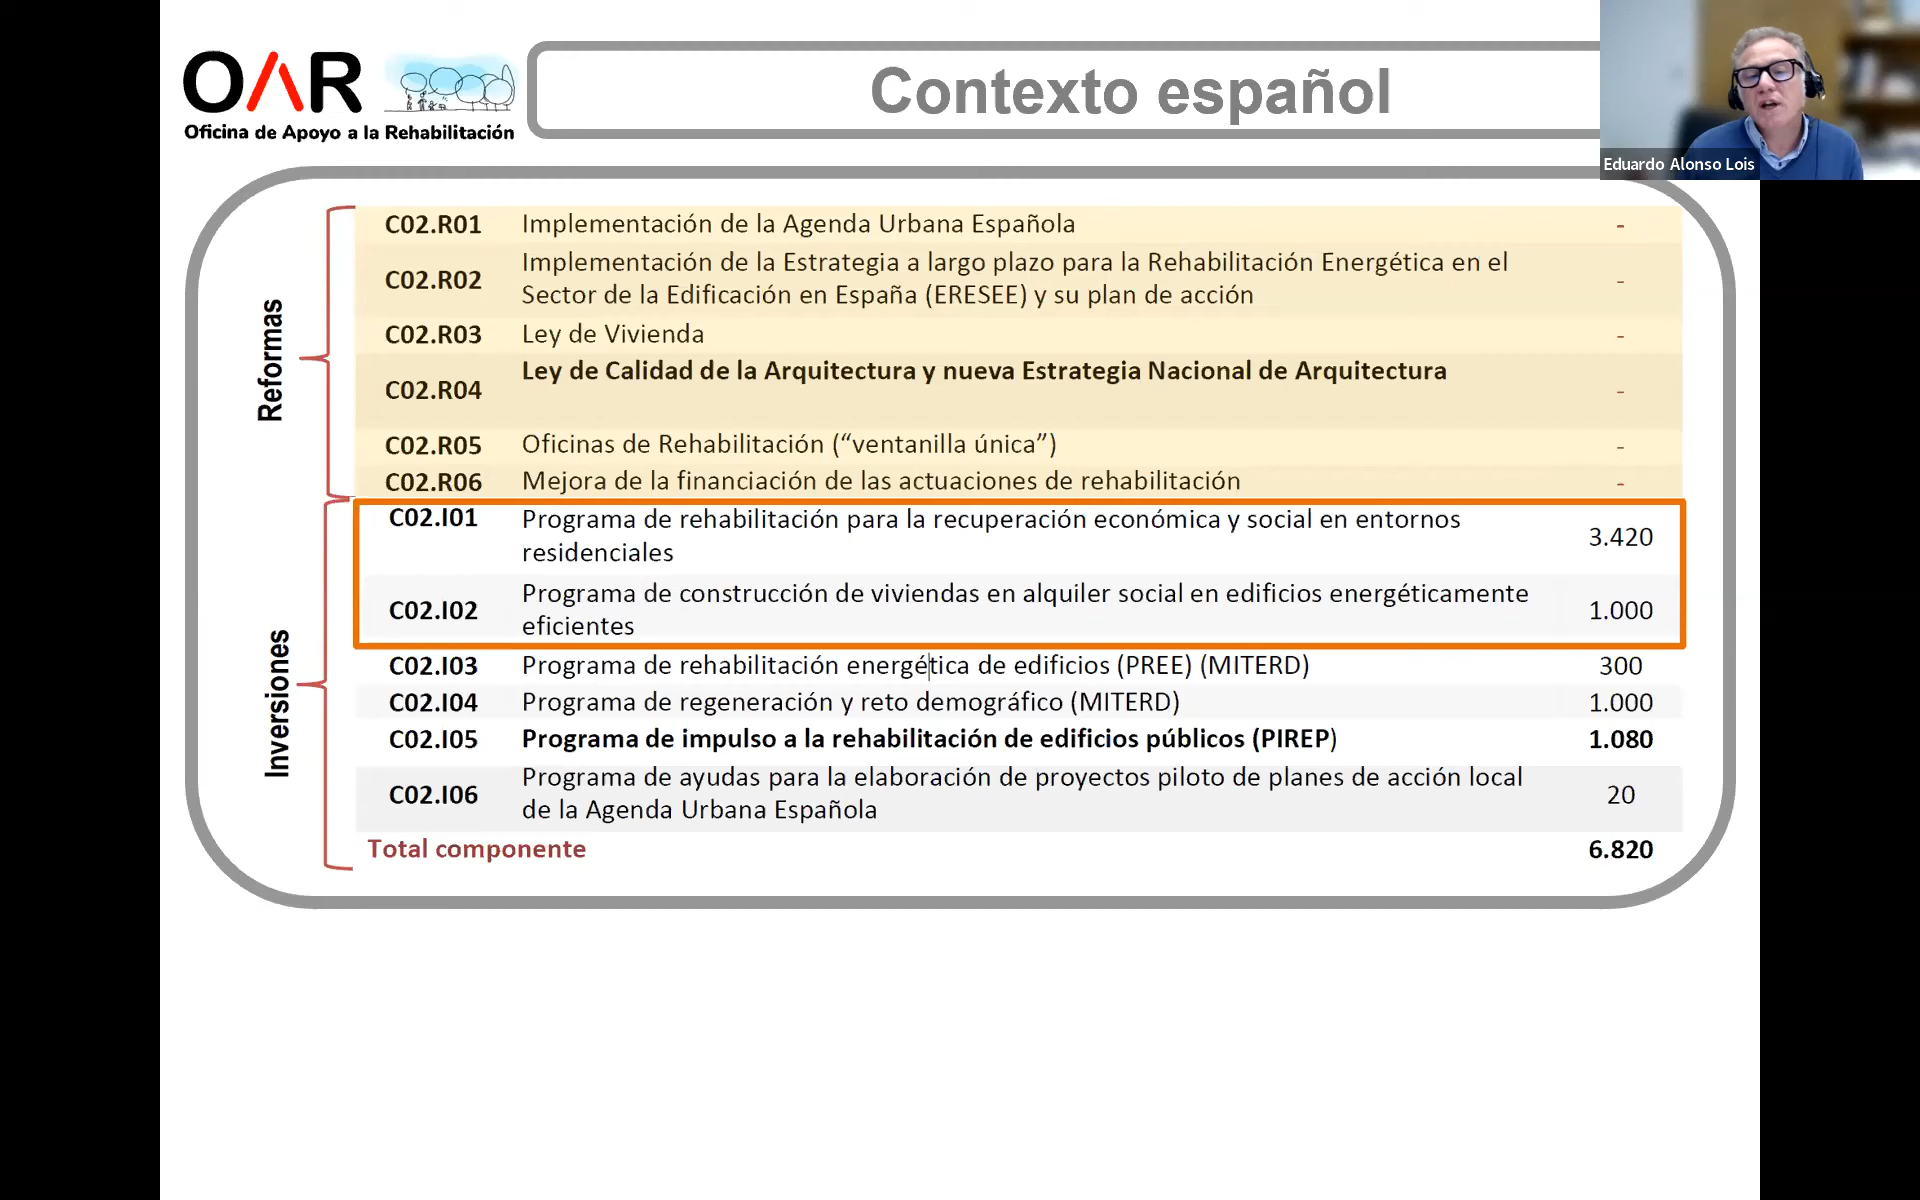 OAR
Oficina de Apoyo a la Rehabilitación
Contexto español
Eduardo Alonso Lois
Reformas
C02.R01 Implementación de la Agenda Urbana Española -
C02.R02 Implementación de la Estrategia a largo plazo para la Rehabilitación Energética en el
Sector de la Edificación en España (ERESEE) y su plan de acción -
C02.R03 Ley de Vivienda -
C02.R04 Ley de Calidad de la Arquitectura y nueva Estrategia Nacional de Arquitectura -
C02.R05 Oficinas de Rehabilitación (“ventanilla única”) -
C02.R06 Mejora de la financiación de las actuaciones de rehabilitación -
Inversiones
C02.I01 Programa de rehabilitación para la recuperación económica y social en entornos
residenciales 3.420
C02.I02 Programa de construcción de viviendas en alquiler social en edificios energéticamente
eficientes 1.000
C02.I03 Programa de rehabilitación energética de edificios (PREE) (MITERD) 300
C02.I04 Programa de regeneración y reto demográfico (MITERD) 1.000
C02.I05 Programa de impulso a la rehabilitación de edificios públicos (PIREP) 1.080
C02.I06 Programa de ayudas para la elaboración de proyectos piloto de planes de acción local
de la Agenda Urbana Española 20
Total componente 6.820